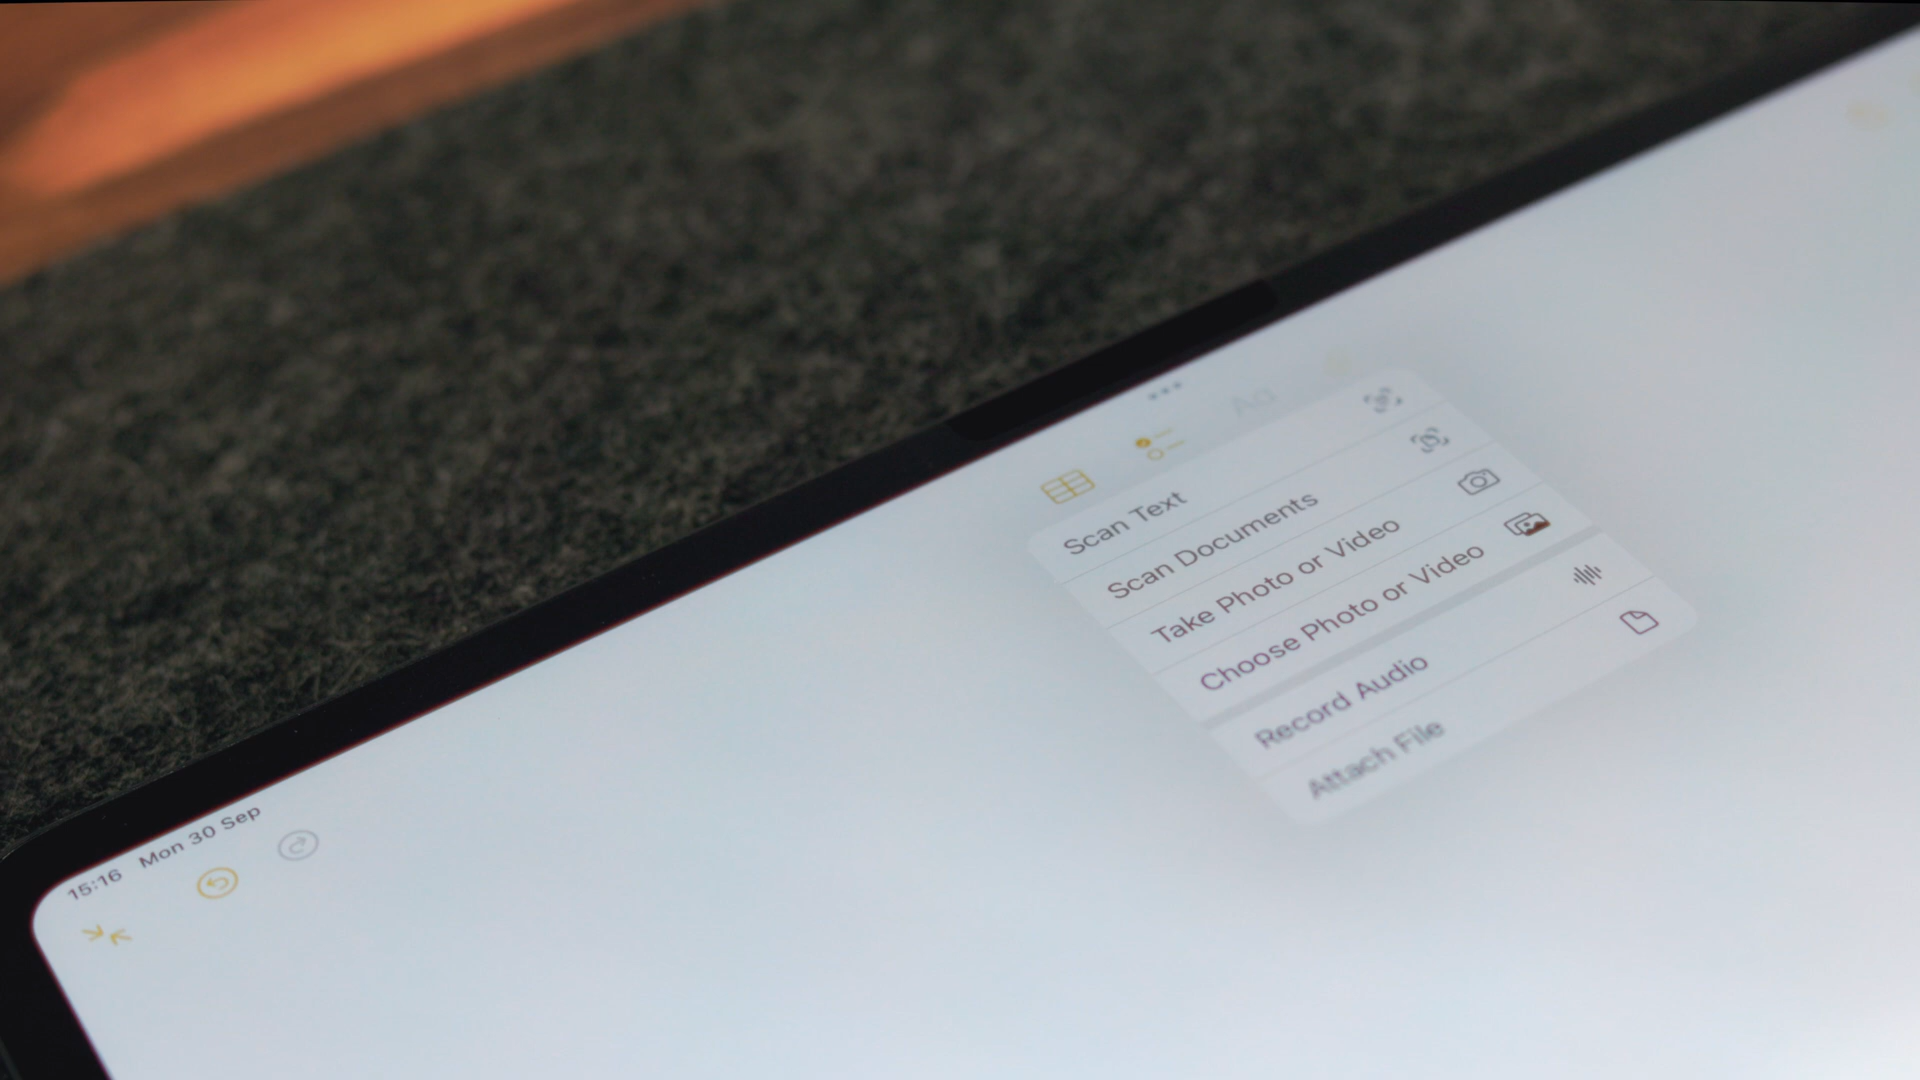 15:16 Mon 30 Sep
Aa
Scan Text
Scan Documents
Take Photo or Video
Choose Photo or Video
Record Audio
Attach File